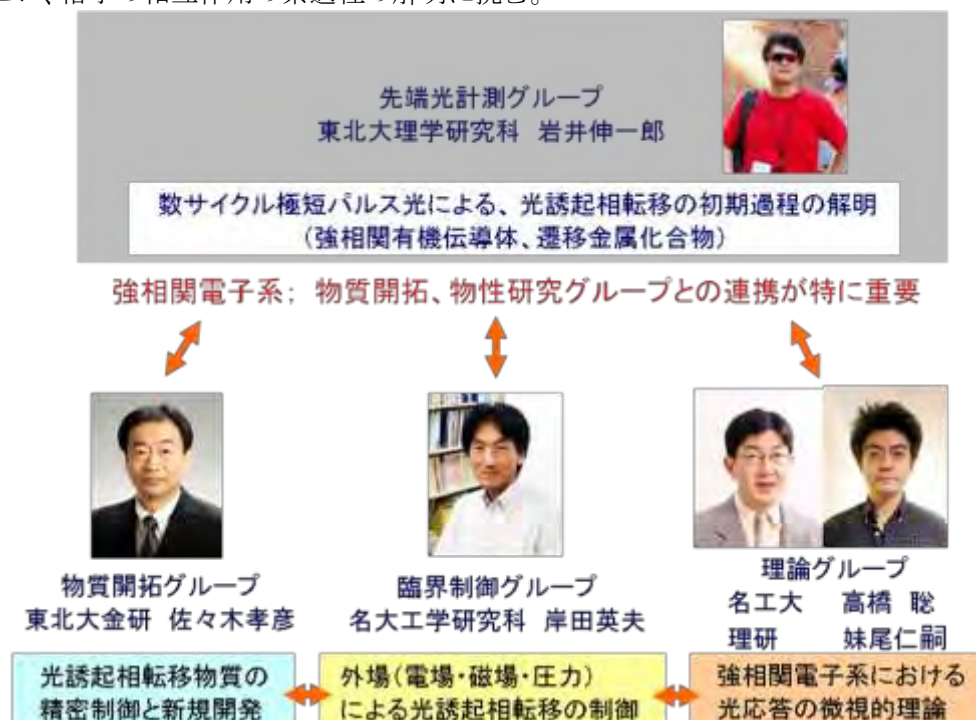 先端光計測グループ
東北大理学研究科 岩井伸一郎
数サイクル極短パルス光による、光誘起相転移の初期過程の解明
(強相関有機伝導体、遷移金属化合物)
強相関電子系; 物質開拓、物性研究グループとの連携が特に重要
物質開拓グループ
東北大金研 佐々木孝彦
臨界制御グループ
名大工学研究科 岸田英夫
理論グループ
名工大 高橋 聡
理研 妹尾仁嗣
光誘起相転移物質の
精密制御と新規開発
外場(電場・磁場・圧力)
による光誘起相転移の制御
強相関電子系における
光応答の微視的理論